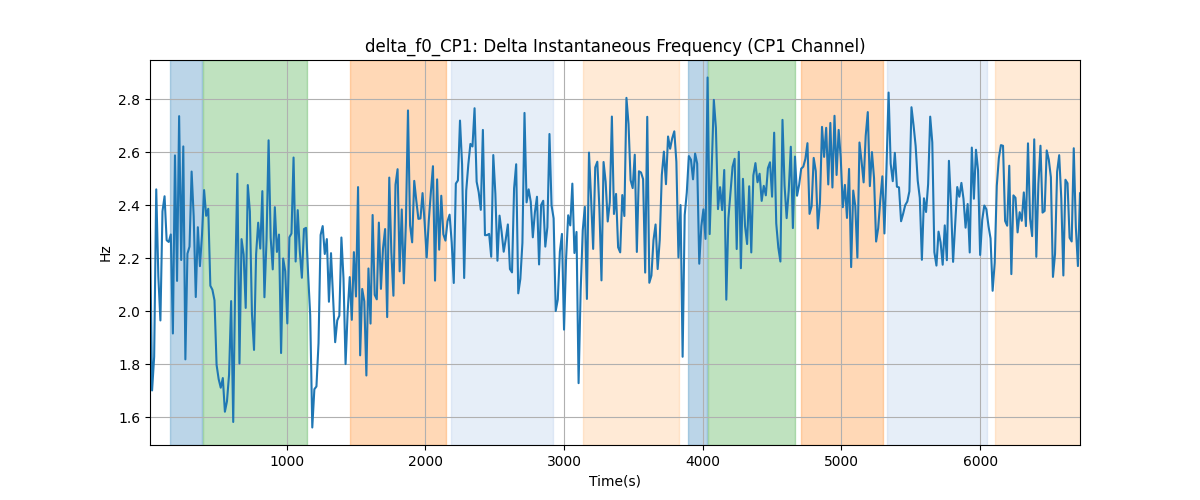 delta_f0_CP1: Delta Instantaneous Frequency (CP1 Channel)
2.8
2.6
2.4
2.2
2.0
1.8
1.6
Hz
1000 2000 3000 4000 5000 6000
Time(s)